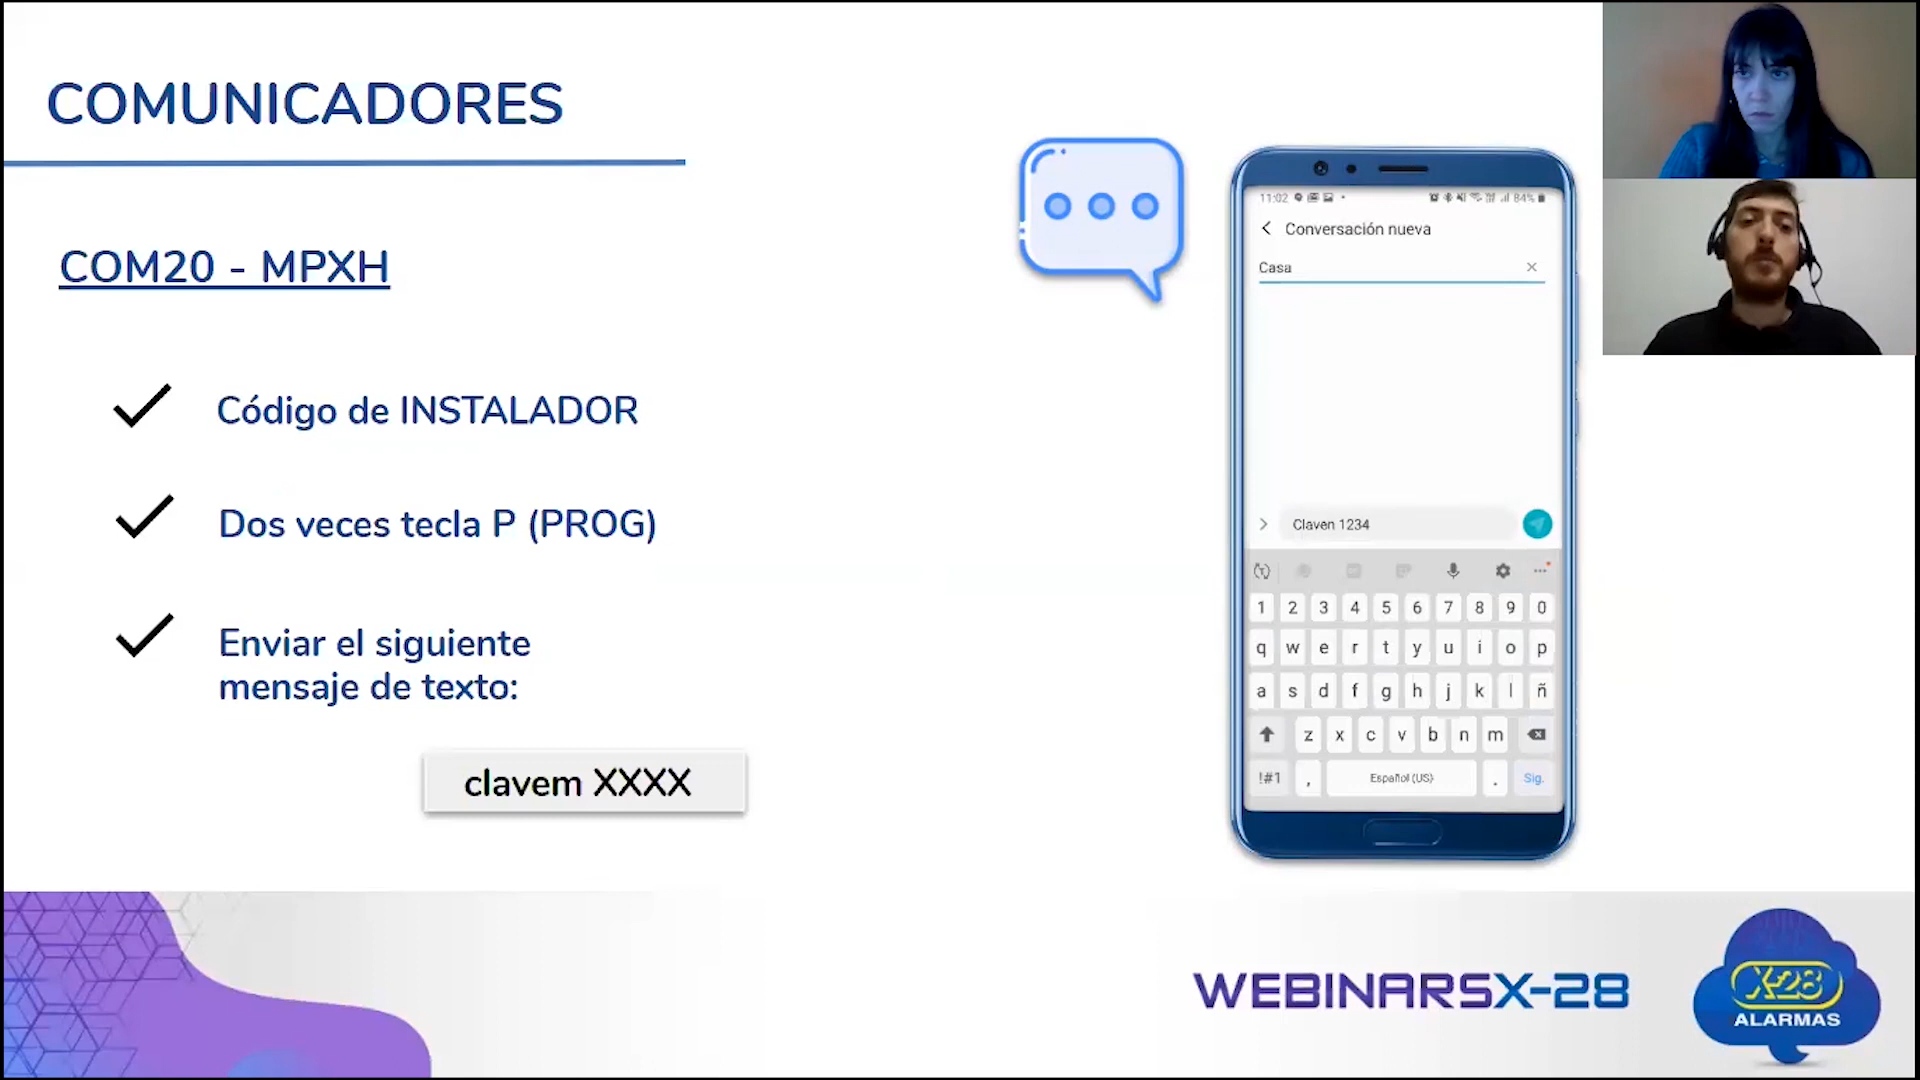 COMUNICADORES
COM20 - MPXH
Código de INSTALADOR
Dos veces tecla P (PROG)
Enviar el siguiente
mensaje de texto:
clavem XXXX
11:02
84%
Conversación nueva
Casa
Claven 1234
1 2 3 4 5 6 7 8 9 0
q w e r t y u i o p
a s d f g h j k l ñ
z x c v b n m
!#1 , Español (US) . Sig.
WEBINARSX-28
X-28
ALARMAS